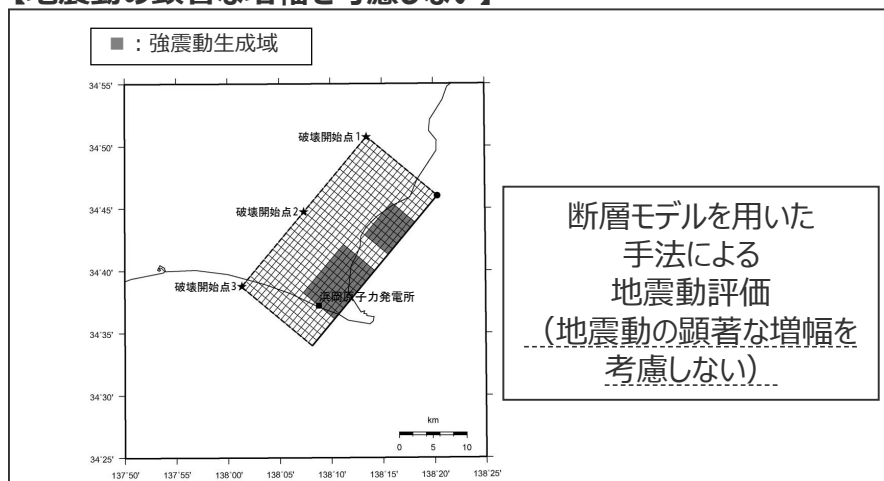 【地震動の顕著な増幅を考慮しない】
■：強震動生成域
34˚55'
34˚50'
34˚45'
34˚40'
34˚35'
34˚30'
34˚25'
137˚50'
137˚55'
138˚00'
138˚05'
138˚10'
138˚15'
138˚20'
138˚25'
破壊開始点1★
破壊開始点2★
破壊開始点3★
浜岡原子力発電所
km
0 5 10
断層モデルを用いた
手法による
地震動評価
（地震動の顕著な増幅を
考慮しない）